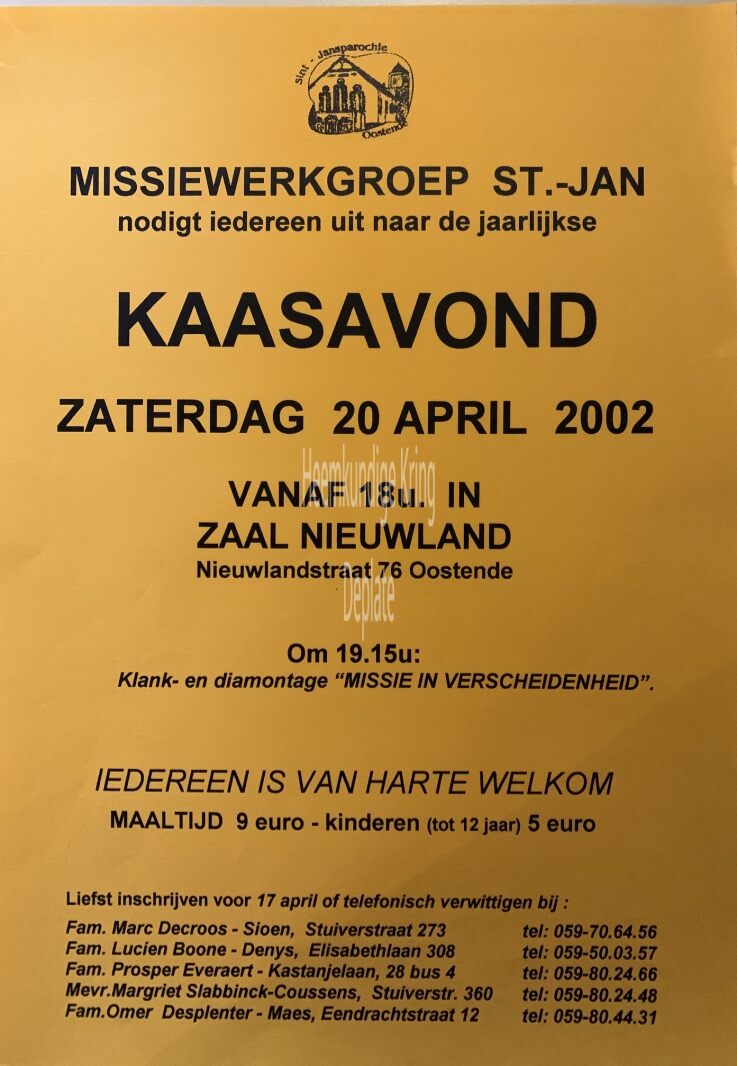 Sint - Jansparochie
Oostende
MISSIEWERKGROEP ST.-JAN
nodigt iedereen uit naar de jaarlijkse
KAASAVOND
ZATERDAG 20 APRIL 2002
Heemkundige Kring
VANAF 18u. IN
ZAAL NIEUWLAND
Nieuwlandstraat 76 Oostende
Deplate
Om 19.15u:
Klank- en diamontage “MISSIE IN VERSCHEIDENHEID”.
IEDEREEN IS VAN HARTE WELKOM
MAALTIJD 9 euro - kinderen (tot 12 jaar) 5 euro
Liefst inschrijven voor 17 april of telefonisch verwittigen bij :
Fam. Marc Decroos - Sioen, Stuiverstraat 273 tel: 059-70.64.56
Fam. Lucien Boone - Denys, Elisabethlaan 308 tel: 059-50.03.57
Fam. Prosper Everaert - Kastanjelaan, 28 bus 4 tel: 059-80.24.66
Mevr.Margriet Slabbinck-Coussens, Stuiverstr. 360 tel: 059-80.24.48
Fam.Omer Desplenter - Maes, Eendrachtstraat 12 tel: 059-80.44.31